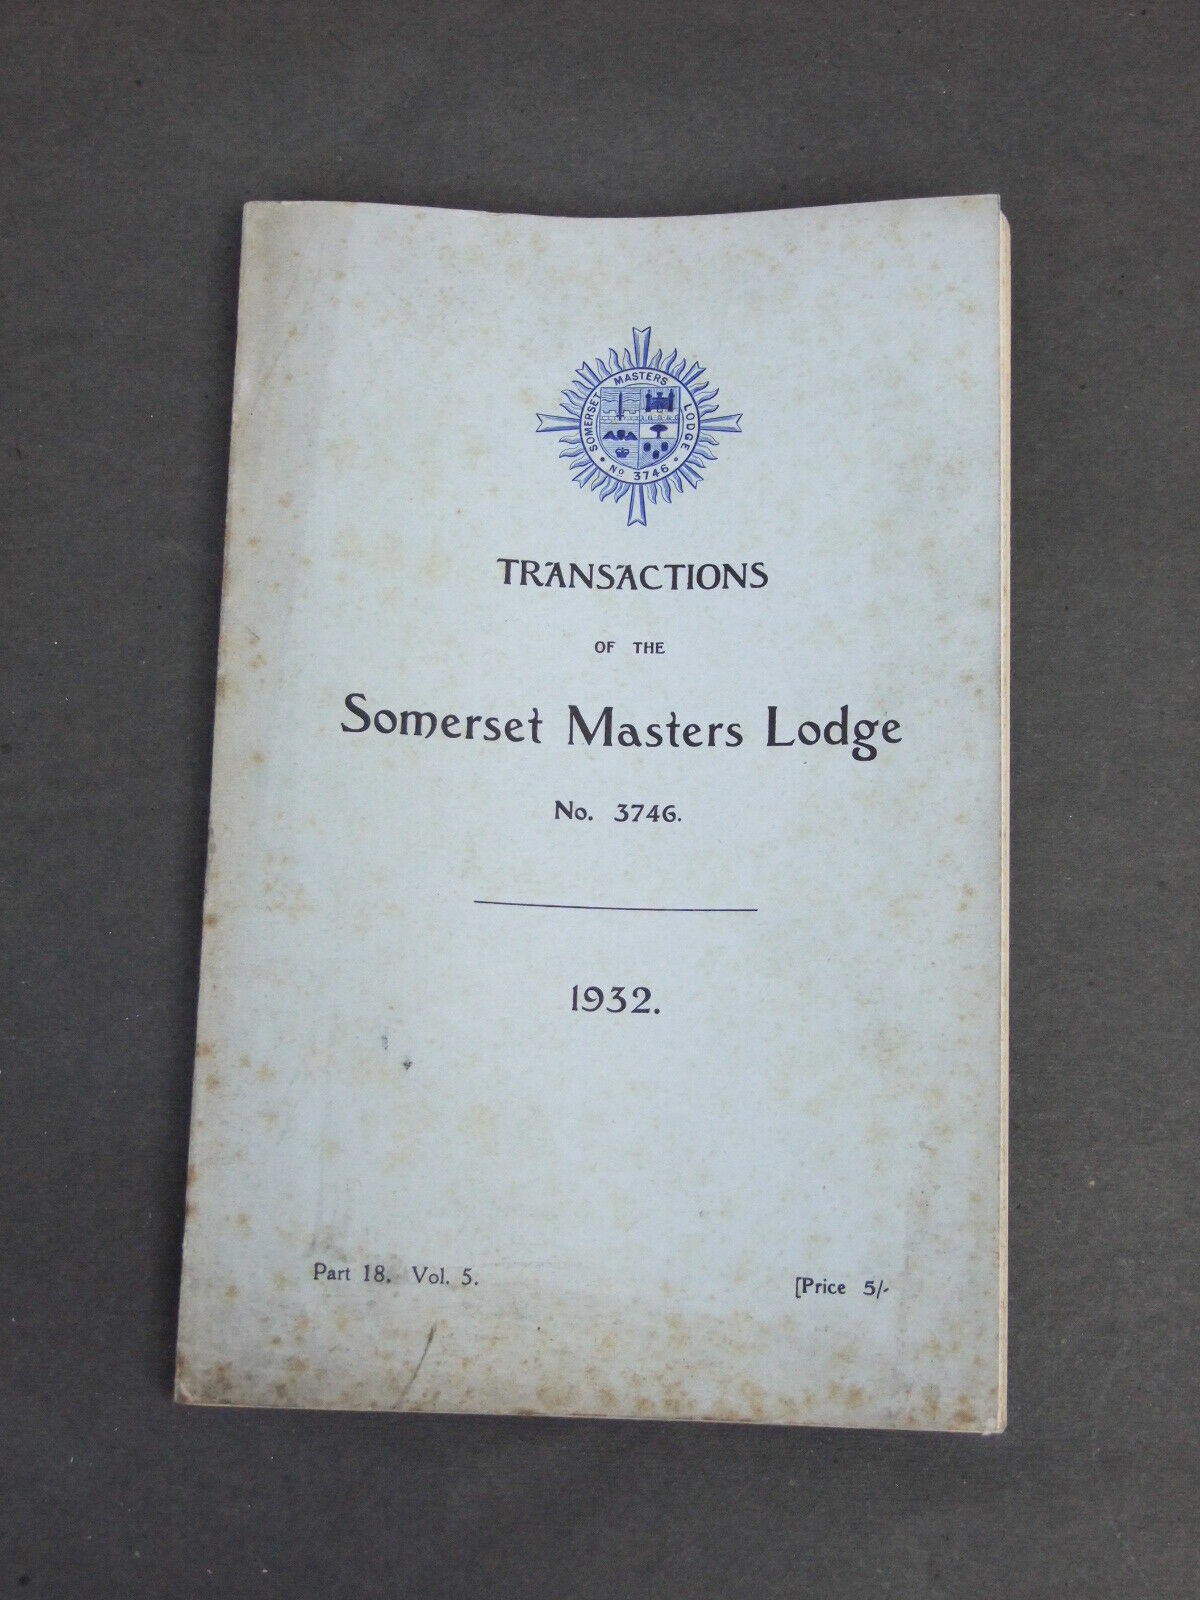 SOMERSET MASTERS LODGE
No 3746
TRANSACTIONS
OF THE
Somerset Masters Lodge
No. 3746.
1932.
Part 18. Vol. 5.
[Price 5/-